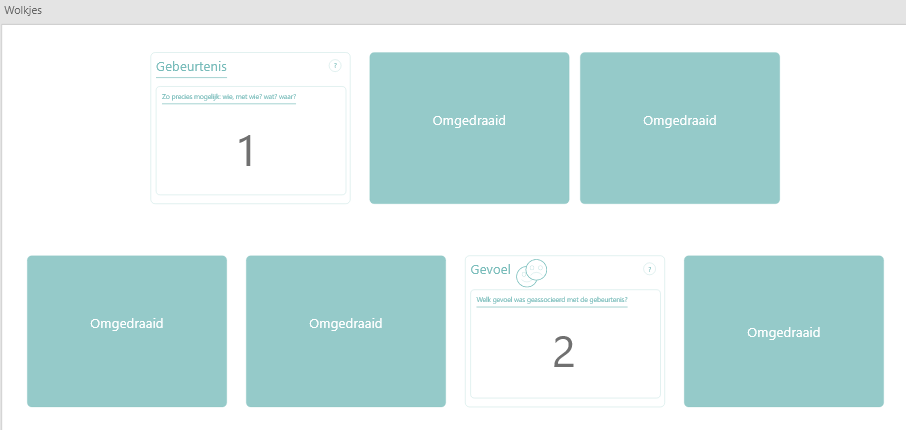 Wolkjes
Gebeurtenis ?
Zo precies mogelijk: wie, met wie? wat? waar?
1
Omgedraaid
Omgedraaid
Omgedraaid
Omgedraaid
Gevoel ?
Welk gevoel was geassocieerd met de gebeurtenis?
2
Omgedraaid